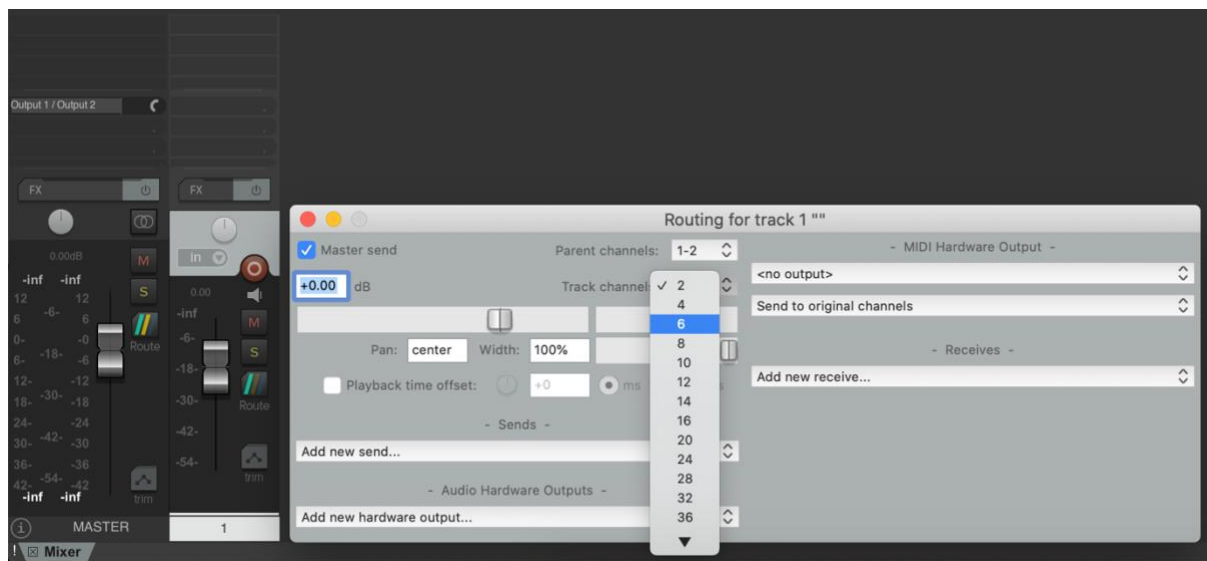 Output 1 / Output 2
FX
FX
0.00dB
M
-inf -inf
S
12 12
6 -6- 6
0- -0
6- -18- -6
12- -12
18- -30- -18
24- -24
30- -42- -30
36- -36
42- -54- -42
-inf -inf
Route
trim
MASTER
In
0.00
-inf
M
-6-
S
-18-
-30-
Route
-42-
-54-
trim
1
! Mixer
Routing for track 1 ""
Master send
Parent channels: 1-2
+0.00 dB
Track channel
✓ 2
4
6
8
10
12
14
16
20
24
28
32
36
Pan: center Width: 100%
Playback time offset: +0 ms s
- Sends -
Add new send...
- Audio Hardware Outputs -
Add new hardware output...
- MIDI Hardware Output -
<no output>
Send to original channels
- Receives -
Add new receive...